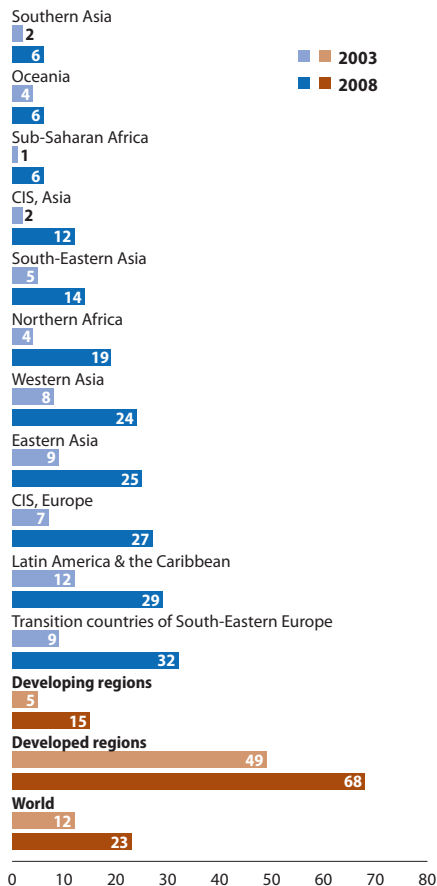 Southern Asia
2
6
2003
2008
Oceania
4
6
Sub-Saharan Africa
1
6
CIS, Asia
2
12
South-Eastern Asia
5
14
Northern Africa
4
19
Western Asia
8
24
Eastern Asia
9
25
CIS, Europe
7
27
Latin America & the Caribbean
12
29
Transition countries of South-Eastern Europe
9
32
Developing regions
5
15
Developed regions
49
68
World
12
23
0 10 20 30 40 50 60 70 80